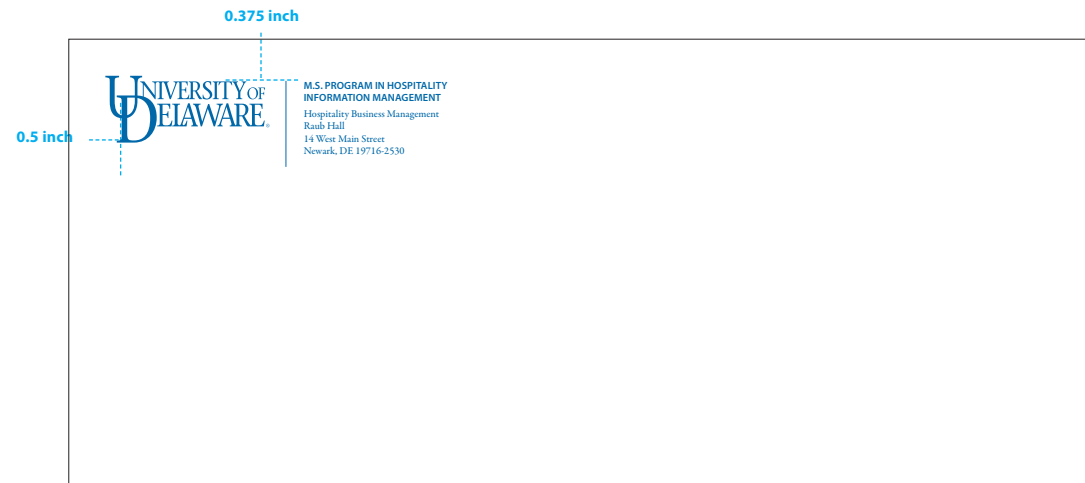 0.375 inch
UNIVERSITY OF
DELAWARE®
M.S. PROGRAM IN HOSPITALITY
INFORMATION MANAGEMENT
Hospitality Business Management
Raub Hall
14 West Main Street
Newark, DE 19716-2530
0.5 inch